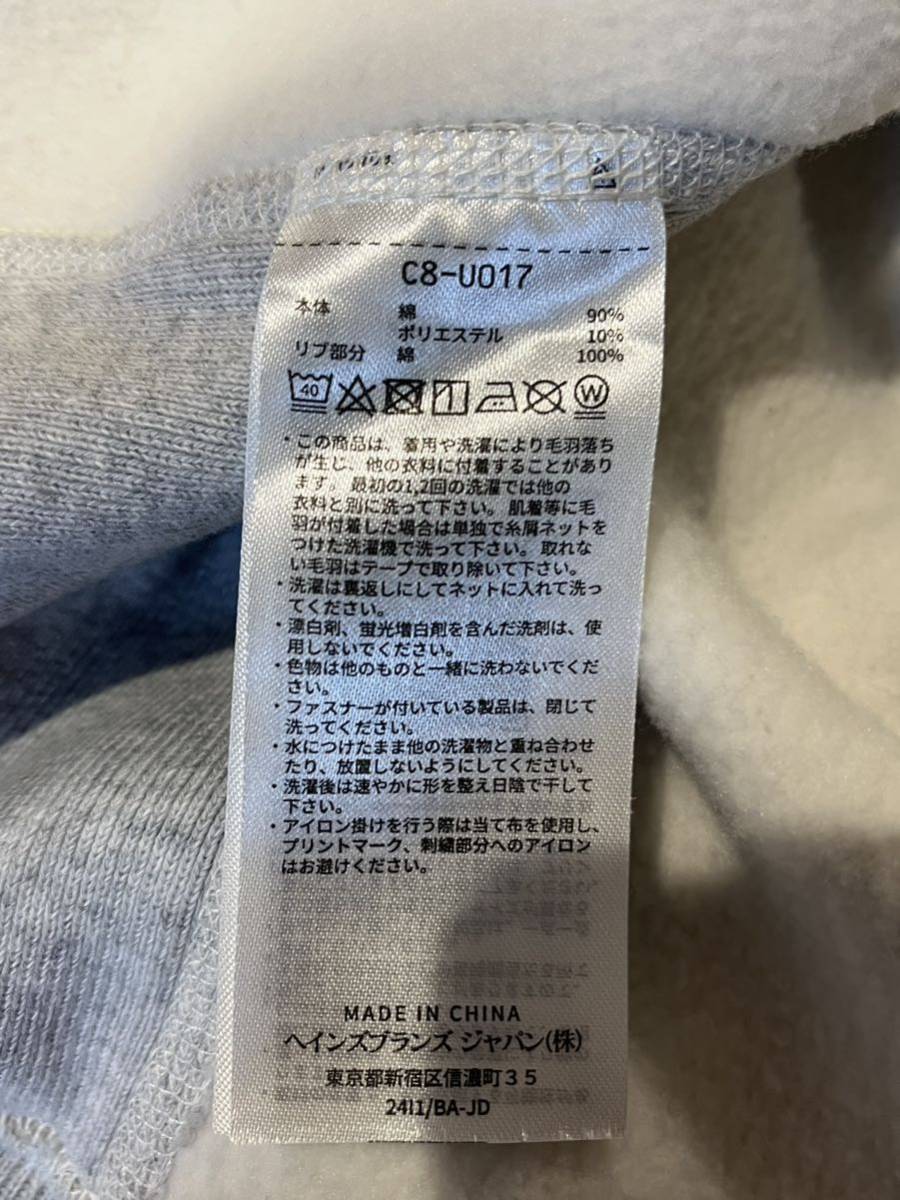 C8-U017
本体 綿 90%
ポリエステル 10%
リブ部分 綿 100%
40 W
・この商品は、着用や洗濯により毛羽落ち
が生じ、他の衣料に付着することがあり
ます。最初の1,2回の洗濯では他の
衣料と別に洗って下さい。肌着等に毛
羽が付着した場合は単独で糸屑ネットを
つけた洗濯機で洗って下さい。取れな
い毛羽はテープで取り除いて下さい。
・洗濯は裏返しにしてネットに入れて洗っ
てください。
・漂白剤、蛍光増白剤を含んだ洗剤は、使
用しないでください。
・色物は他のものと一緒に洗わないでくだ
さい。
・ファスナーが付いている製品は、閉じて
洗ってください。
・水につけたまま他の洗濯物と重ね合わせ
たり、放置しないようにしてください。
・洗濯後は速やかに形を整え日陰で干して
下さい。
・アイロン掛けを行う際は当て布を使用し、
プリントマーク、刺繍部分へのアイロン
はお避けください。
MADE IN CHINA
ヘインズブランズ ジャパン(株)
東京都新宿区信濃町35
24I1/BA-JD